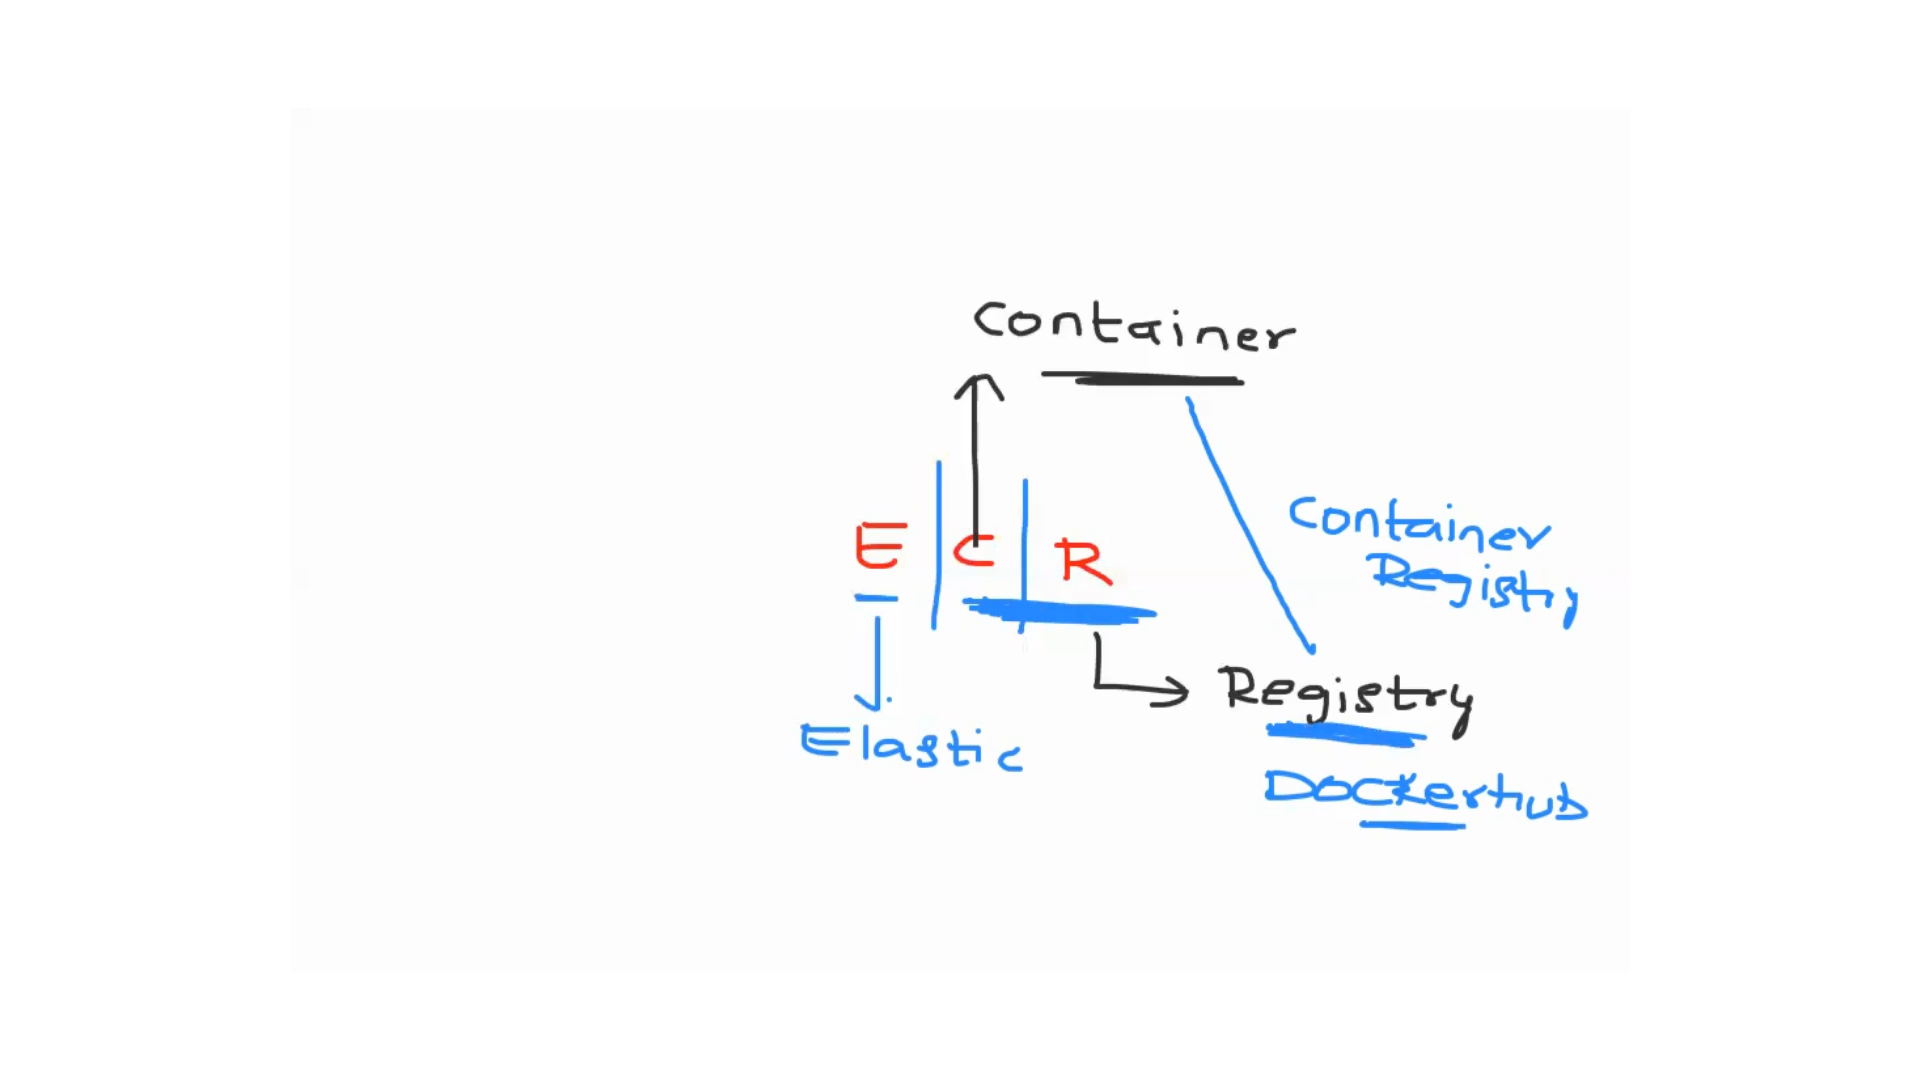 Container
Container
Registry
E C R
Registry
Elastic
Dockerhub